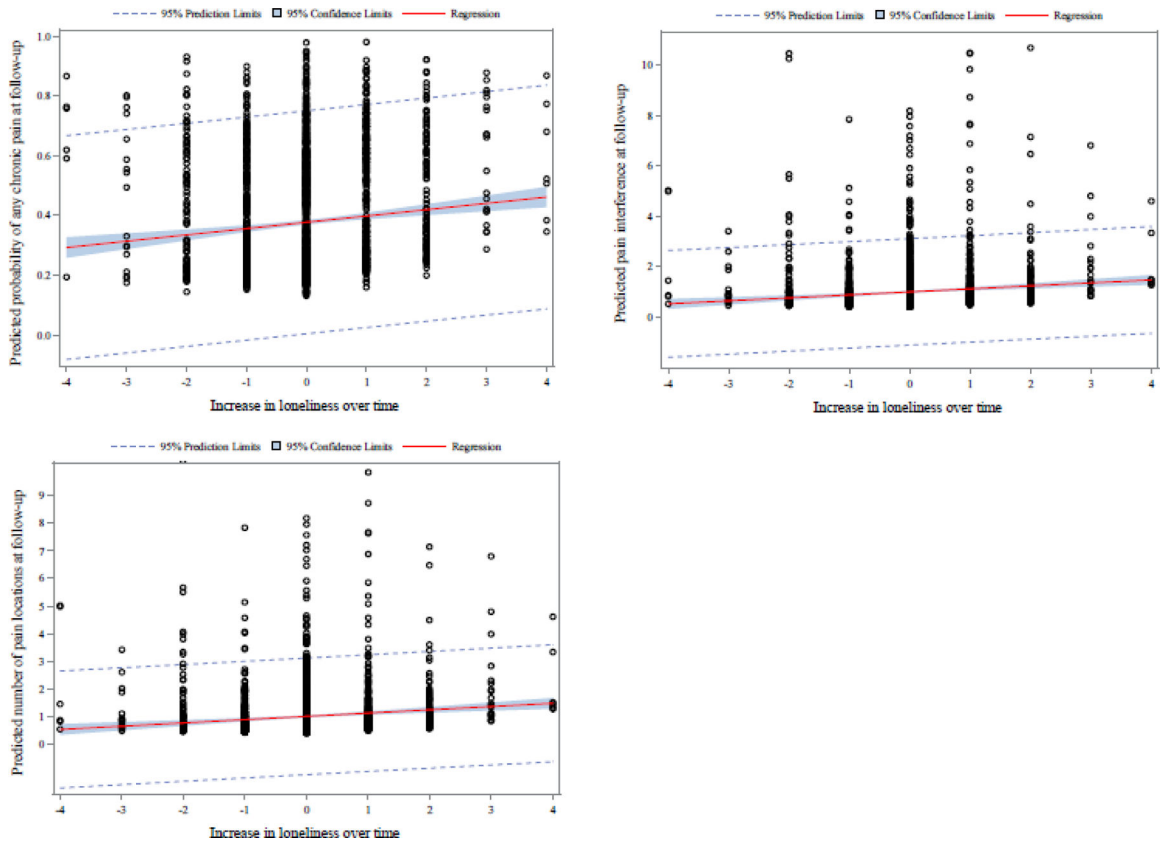 95% Prediction Limits 95% Confidence Limits Regression
Predicted probability of any chronic pain at follow-up
1.0
0.8
0.6
0.4
0.2
0.0
-4 -3 -2 -1 0 1 2 3 4
Increase in loneliness over time
95% Prediction Limits 95% Confidence Limits Regression
Predicted pain interference at follow-up
10
8
6
4
2
0
-4 -3 -2 -1 0 1 2 3 4
Increase in loneliness over time
95% Prediction Limits 95% Confidence Limits Regression
Predicted number of pain locations at follow-up
9
8
7
6
5
4
3
2
1
0
-4 -3 -2 -1 0 1 2 3 4
Increase in loneliness over time